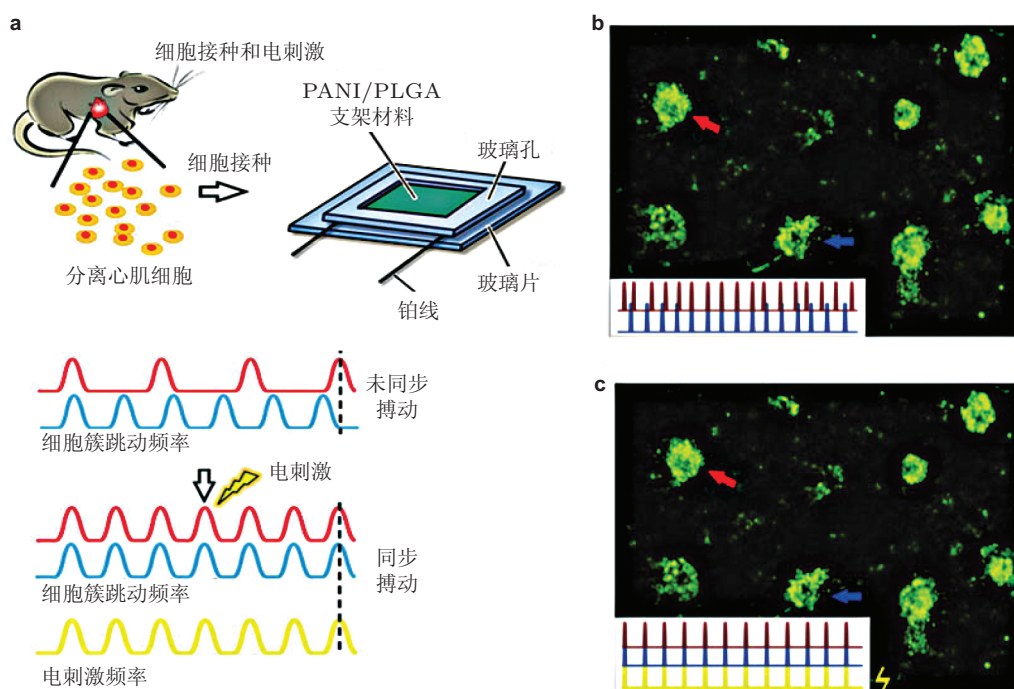 a
细胞接种和电刺激
PANI/PLGA
支架材料
玻璃孔
细胞接种
分离心肌细胞
铂线
玻璃片
未同步
搏动
细胞簇跳动频率
电刺激
同步
搏动
细胞簇跳动频率
电刺激频率
b
c